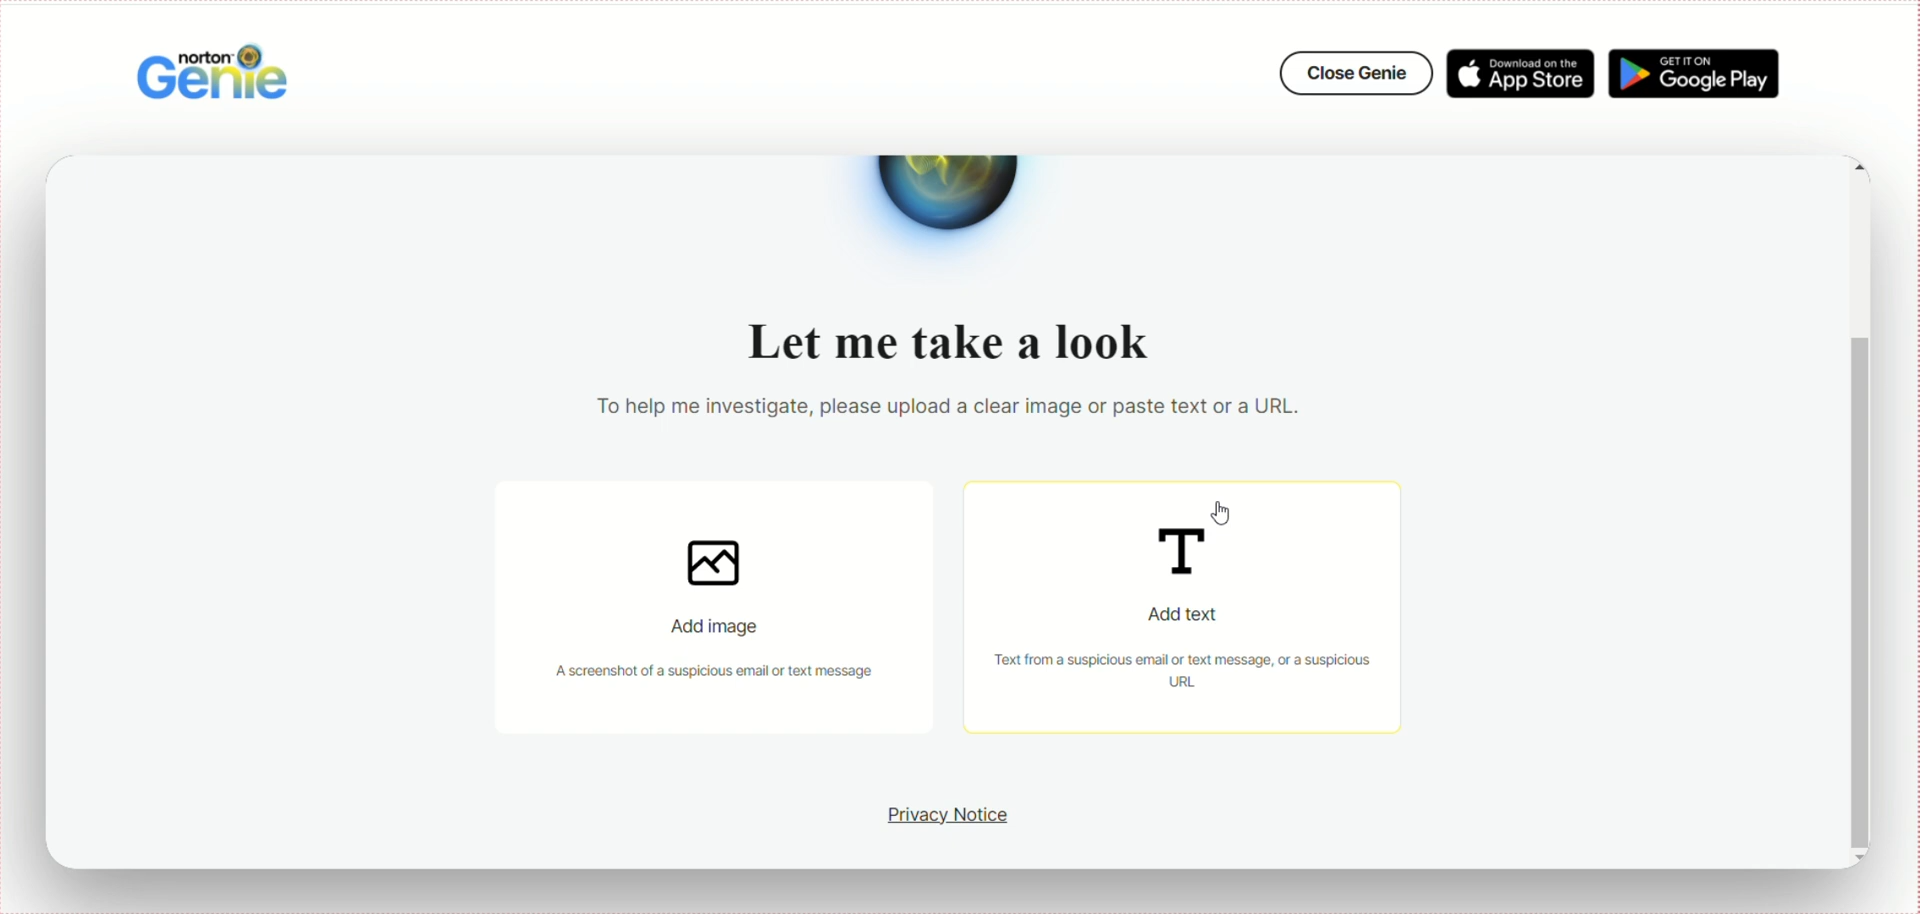 norton
Genie
Close Genie
Download on the
App Store
GET IT ON
Google Play
Let me take a look
To help me investigate, please upload a clear image or paste text or a URL.
Add image
A screenshot of a suspicious email or text message
T
Add text
Text from a suspicious email or text message, or a suspicious
URL
Privacy Notice